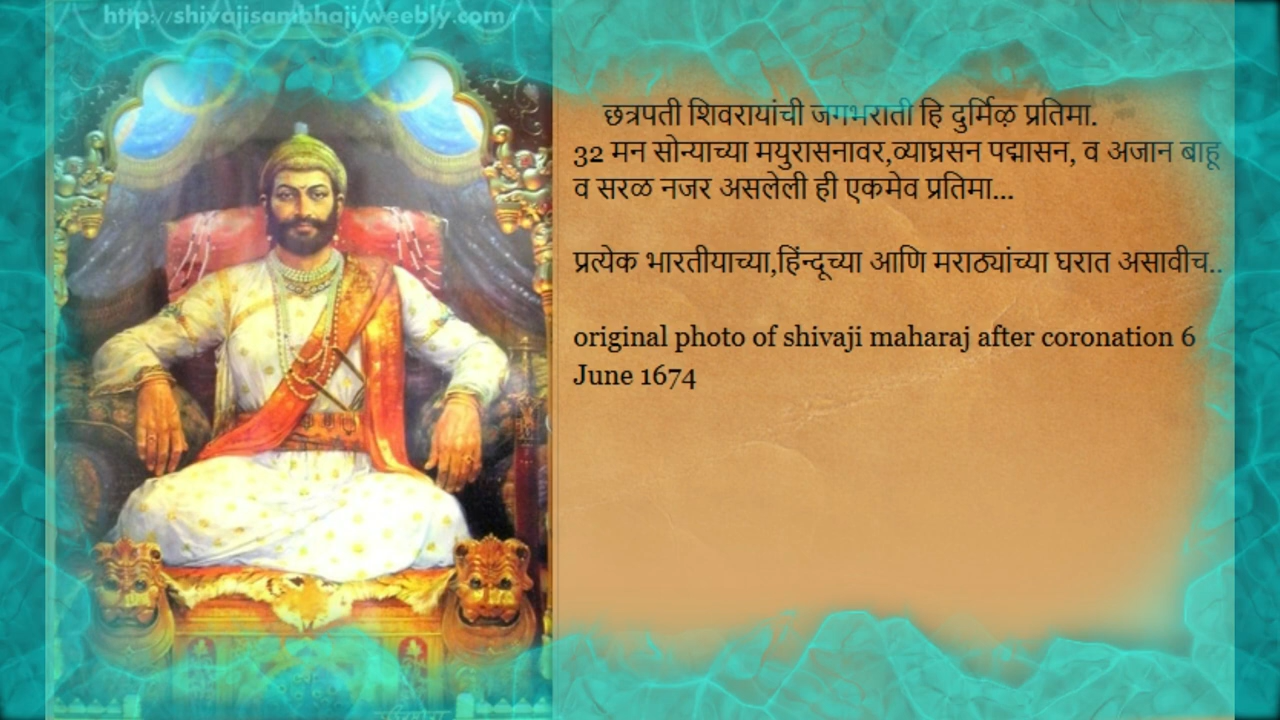 http://shivajisambhaji.weebly.com/
छत्रपती शिवरायांची जगभराती हि दुर्मिऴ प्रतिमा.
32 मन सोन्याच्या मयुरासनावर,व्याघ्रसन पद्मासन, व अजान बाहू
व सरळ नजर असलेली ही एकमेव प्रतिमा...
प्रत्येक भारतीयाच्या,हिंन्दूच्या आणि मराठ्यांच्या घरात असावीच..
original photo of shivaji maharaj after coronation 6
June 1674